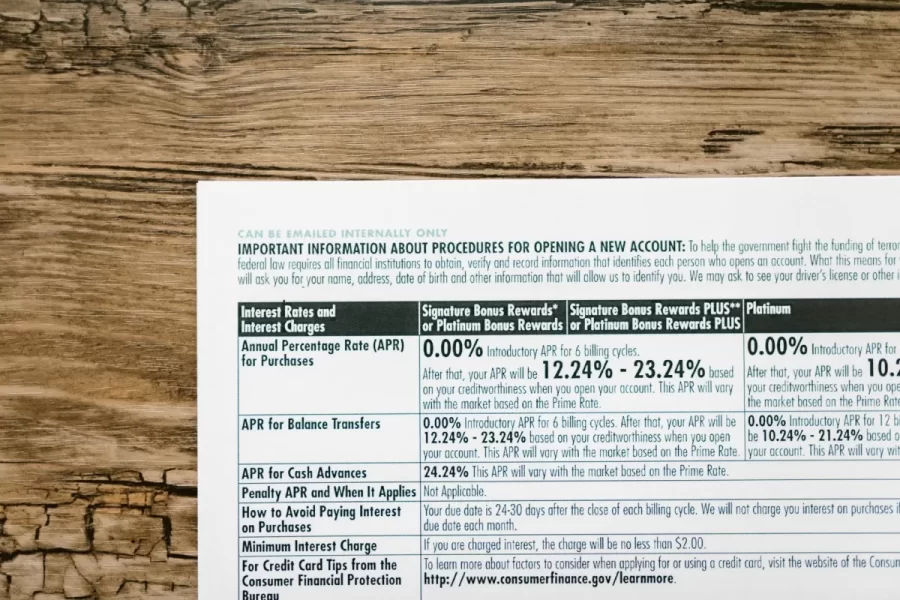 CAN BE EMAILED INTERNALLY ONLY
IMPORTANT INFORMATION ABOUT PROCEDURES FOR OPENING A NEW ACCOUNT: To help the government fight the funding of
federal law requires all financial institutions to obtain, verify and record information that identifies each person who opens an account. What this means for
will ask you for your name, address, date of birth and other information that will allow us to identify you. We may ask to see your driver's license or other
Interest Rates and
Interest Charges
Signature Bonus Rewards*
or Platinum Bonus Rewards
Signature Bonus Rewards PLUS**
or Platinum Bonus Rewards PLUS
Platinum
Annual Percentage Rate (APR)
for Purchases
0.00% Introductory APR for 6 billing cycles.
After that, your APR will be 12.24% - 23.24% based
on your creditworthiness when you open your account. This APR will vary
with the market based on the Prime Rate.
0.00% Introductory APR for
After that, your APR will be 10.2
your creditworthiness when you
the market based on the Prime
APR for Balance Transfers
0.00% Introductory APR for 6 billing cycles. After that, your APR will be
12.24% - 23.24% based on your creditworthiness when you open
your account. This APR will vary with the market based on the Prime Rate.
0.00% Introductory APR for 12
be 10.24% - 21.24% based
your account. This APR will vary
APR for Cash Advances
24.24% This APR will vary with the market based on the Prime Rate.
Penalty APR and When It Applies
Not Applicable.
How to Avoid Paying Interest
on Purchases
Your due date is 24-30 days after the close of each billing cycle. We will not charge you interest on purchases
due date each month.
Minimum Interest Charge
If you are charged interest, the charge will be no less than $2.00.
For Credit Card Tips from the
Consumer Financial Protection
Bureau
To learn more about factors to consider when applying for or using a credit card, visit the website of the
http://www.consumerfinance.gov/learnmore.